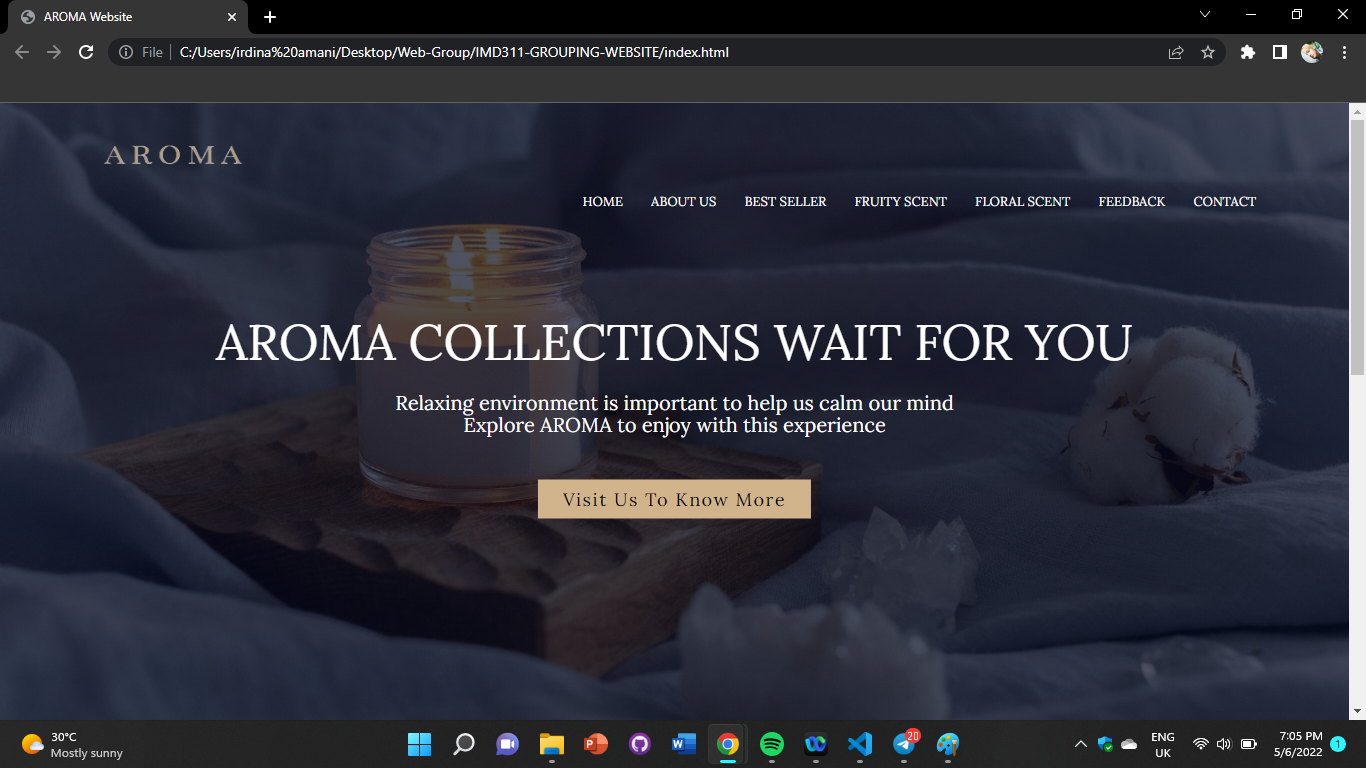 AROMA Website
File
C:/Users/irdina%20amani/Desktop/Web-Group/IMD311-GROUPING-WEBSITE/index.html
AROMA
HOME ABOUT US BEST SELLER FRUITY SCENT FLORAL SCENT FEEDBACK CONTACT
AROMA COLLECTIONS WAIT FOR YOU
Relaxing environment is important to help us calm our mind
Explore AROMA to enjoy with this experience
Visit Us To Know More
30°C
Mostly sunny
P
W
20
ENG
UK
7:05 PM
5/6/2022
1